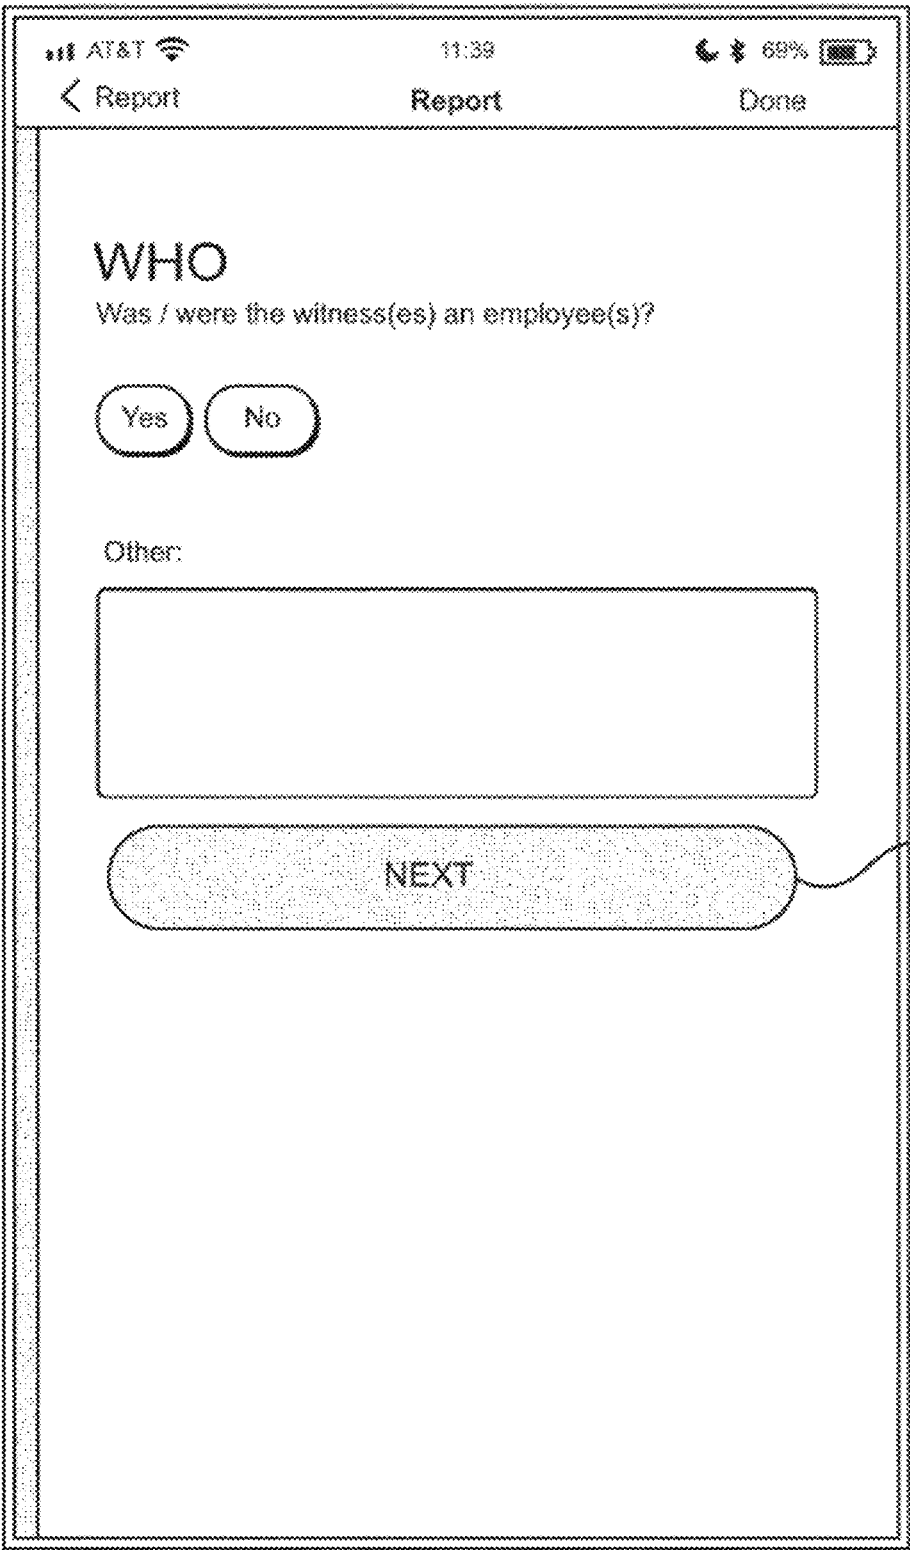 AT&T 11:39 69%
Report Report Done
WHO
Was / were the witness(es) an employee(s)?
Yes No
Other:
NEXT